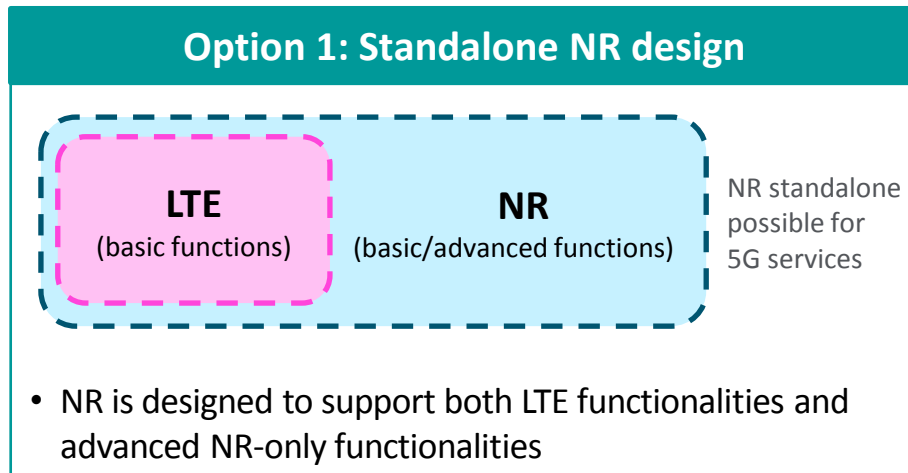 Option 1: Standalone NR design
LTE
(basic functions)
NR
(basic/advanced functions)
NR standalone
possible for
5G services
• NR is designed to support both LTE functionalities and
advanced NR-only functionalities